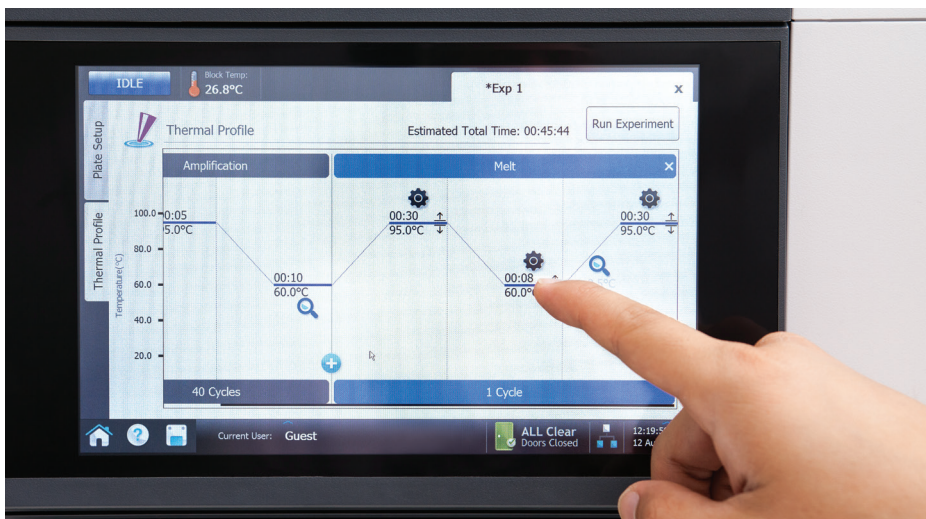 IDLE
Block Temp:
26.8°C
*Exp 1
x
Plate Setup
Thermal Profile
Thermal Profile
Estimated Total Time: 00:45:44
Run Experiment
Amplification
Melt
×
Temperature(°C)
100.0
80.0
60.0
40.0
20.0
0:05
5.0°C
00:10
60.0°C
00:30
95.0°C
00:08
60.0°
00:30
95.0°C
+
40 Cycles
1 Cycle
?
Current User: Guest
ALL Clear
Doors Closed
12:19:5
12 Au